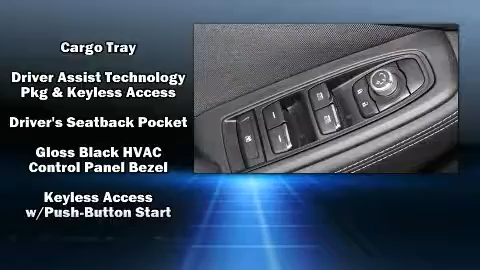 Cargo Tray
Driver Assist Technology
Pkg & Keyless Access
Driver's Seatback Pocket
Gloss Black HVAC
Control Panel Bezel
Keyless Access
w/Push-Button Start